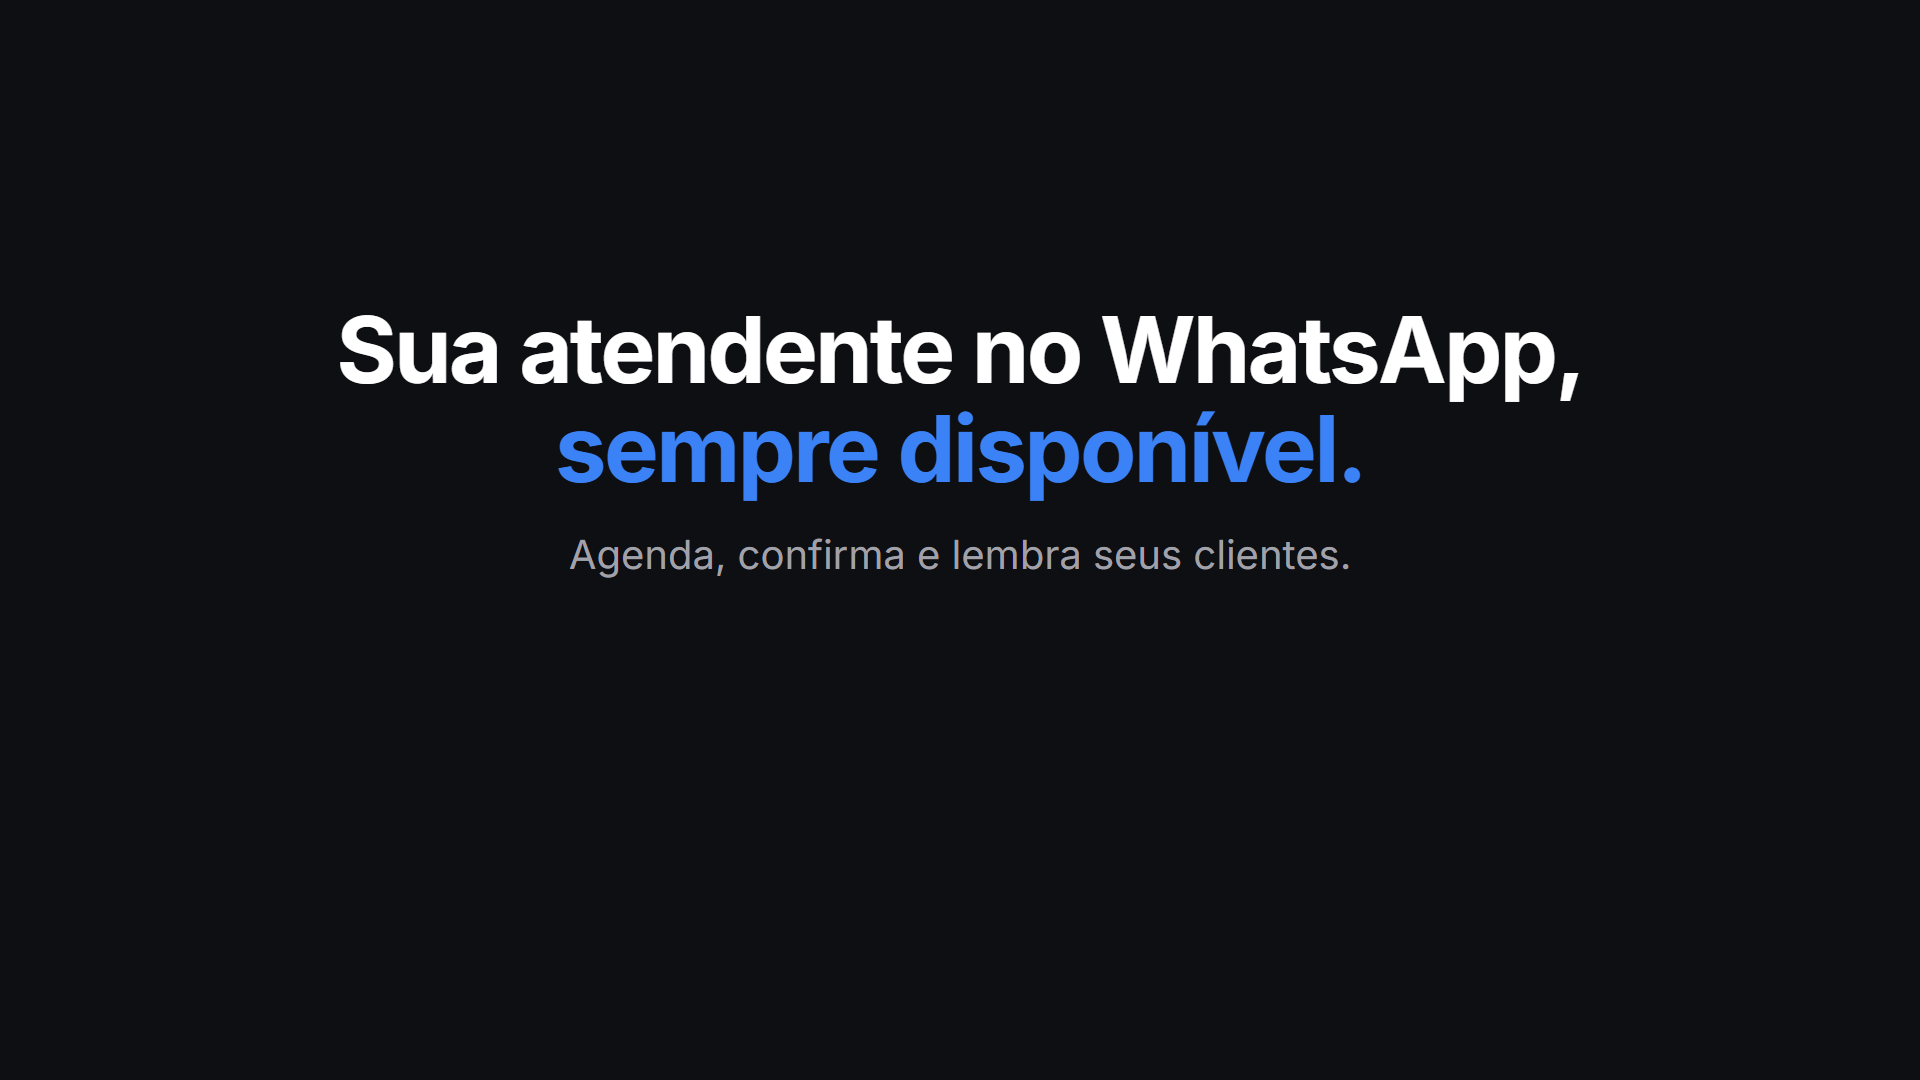 Sua atendente no WhatsApp,
sempre disponível.
Agenda, confirma e lembra seus clientes.